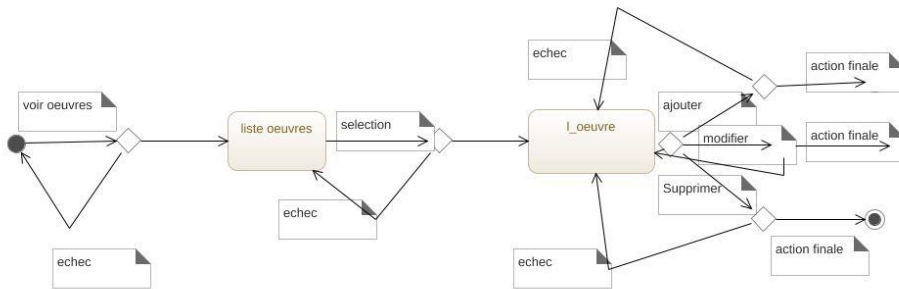 echec
action finale
voir oeuvres
ajouter
liste oeuvres
selection
l_oeuvre
modifier
action finale
Supprimer
echec
echec
echec
action finale